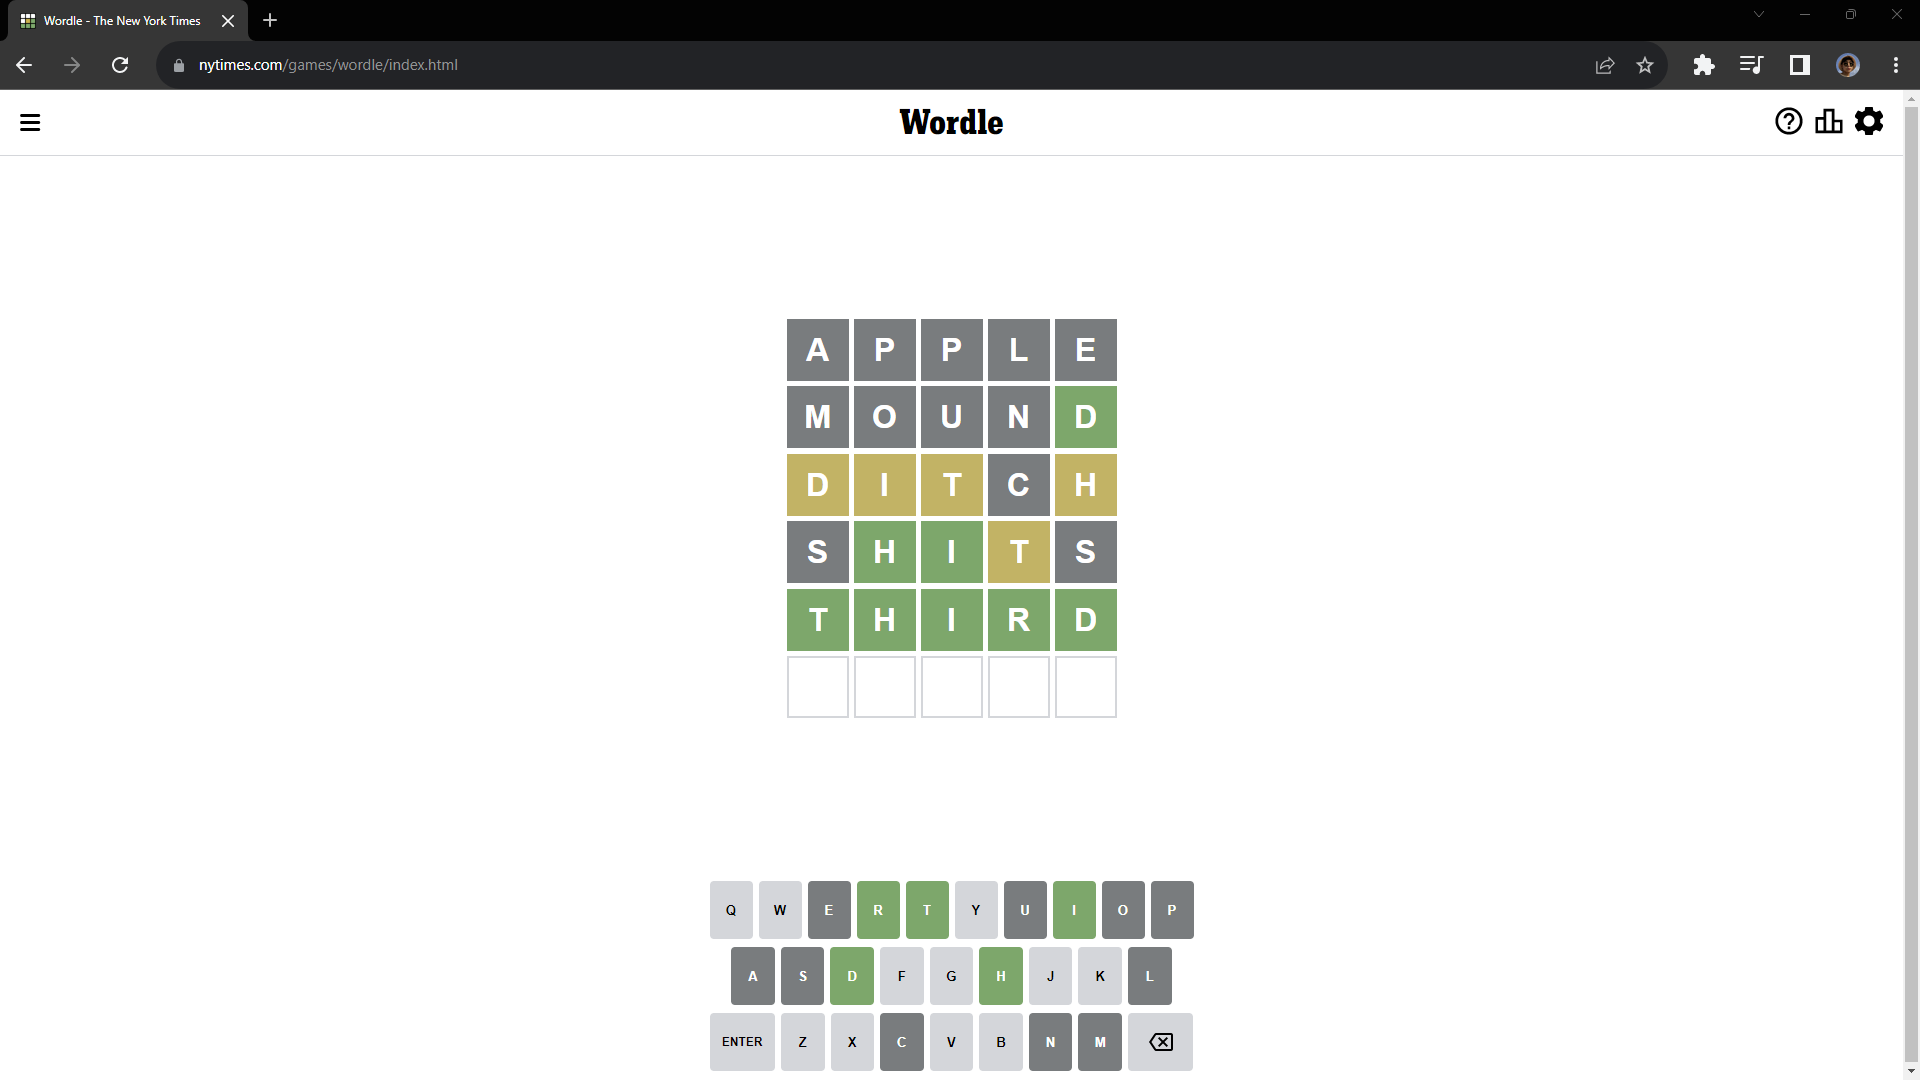 Wordle - The New York Times
nytimes.com/games/wordle/index.html
Wordle
A P P L E
M O U N D
D I T C H
S H I T S
T H I R D
Q W E R T Y U I O P
A S D F G H J K L
ENTER Z X C V B N M